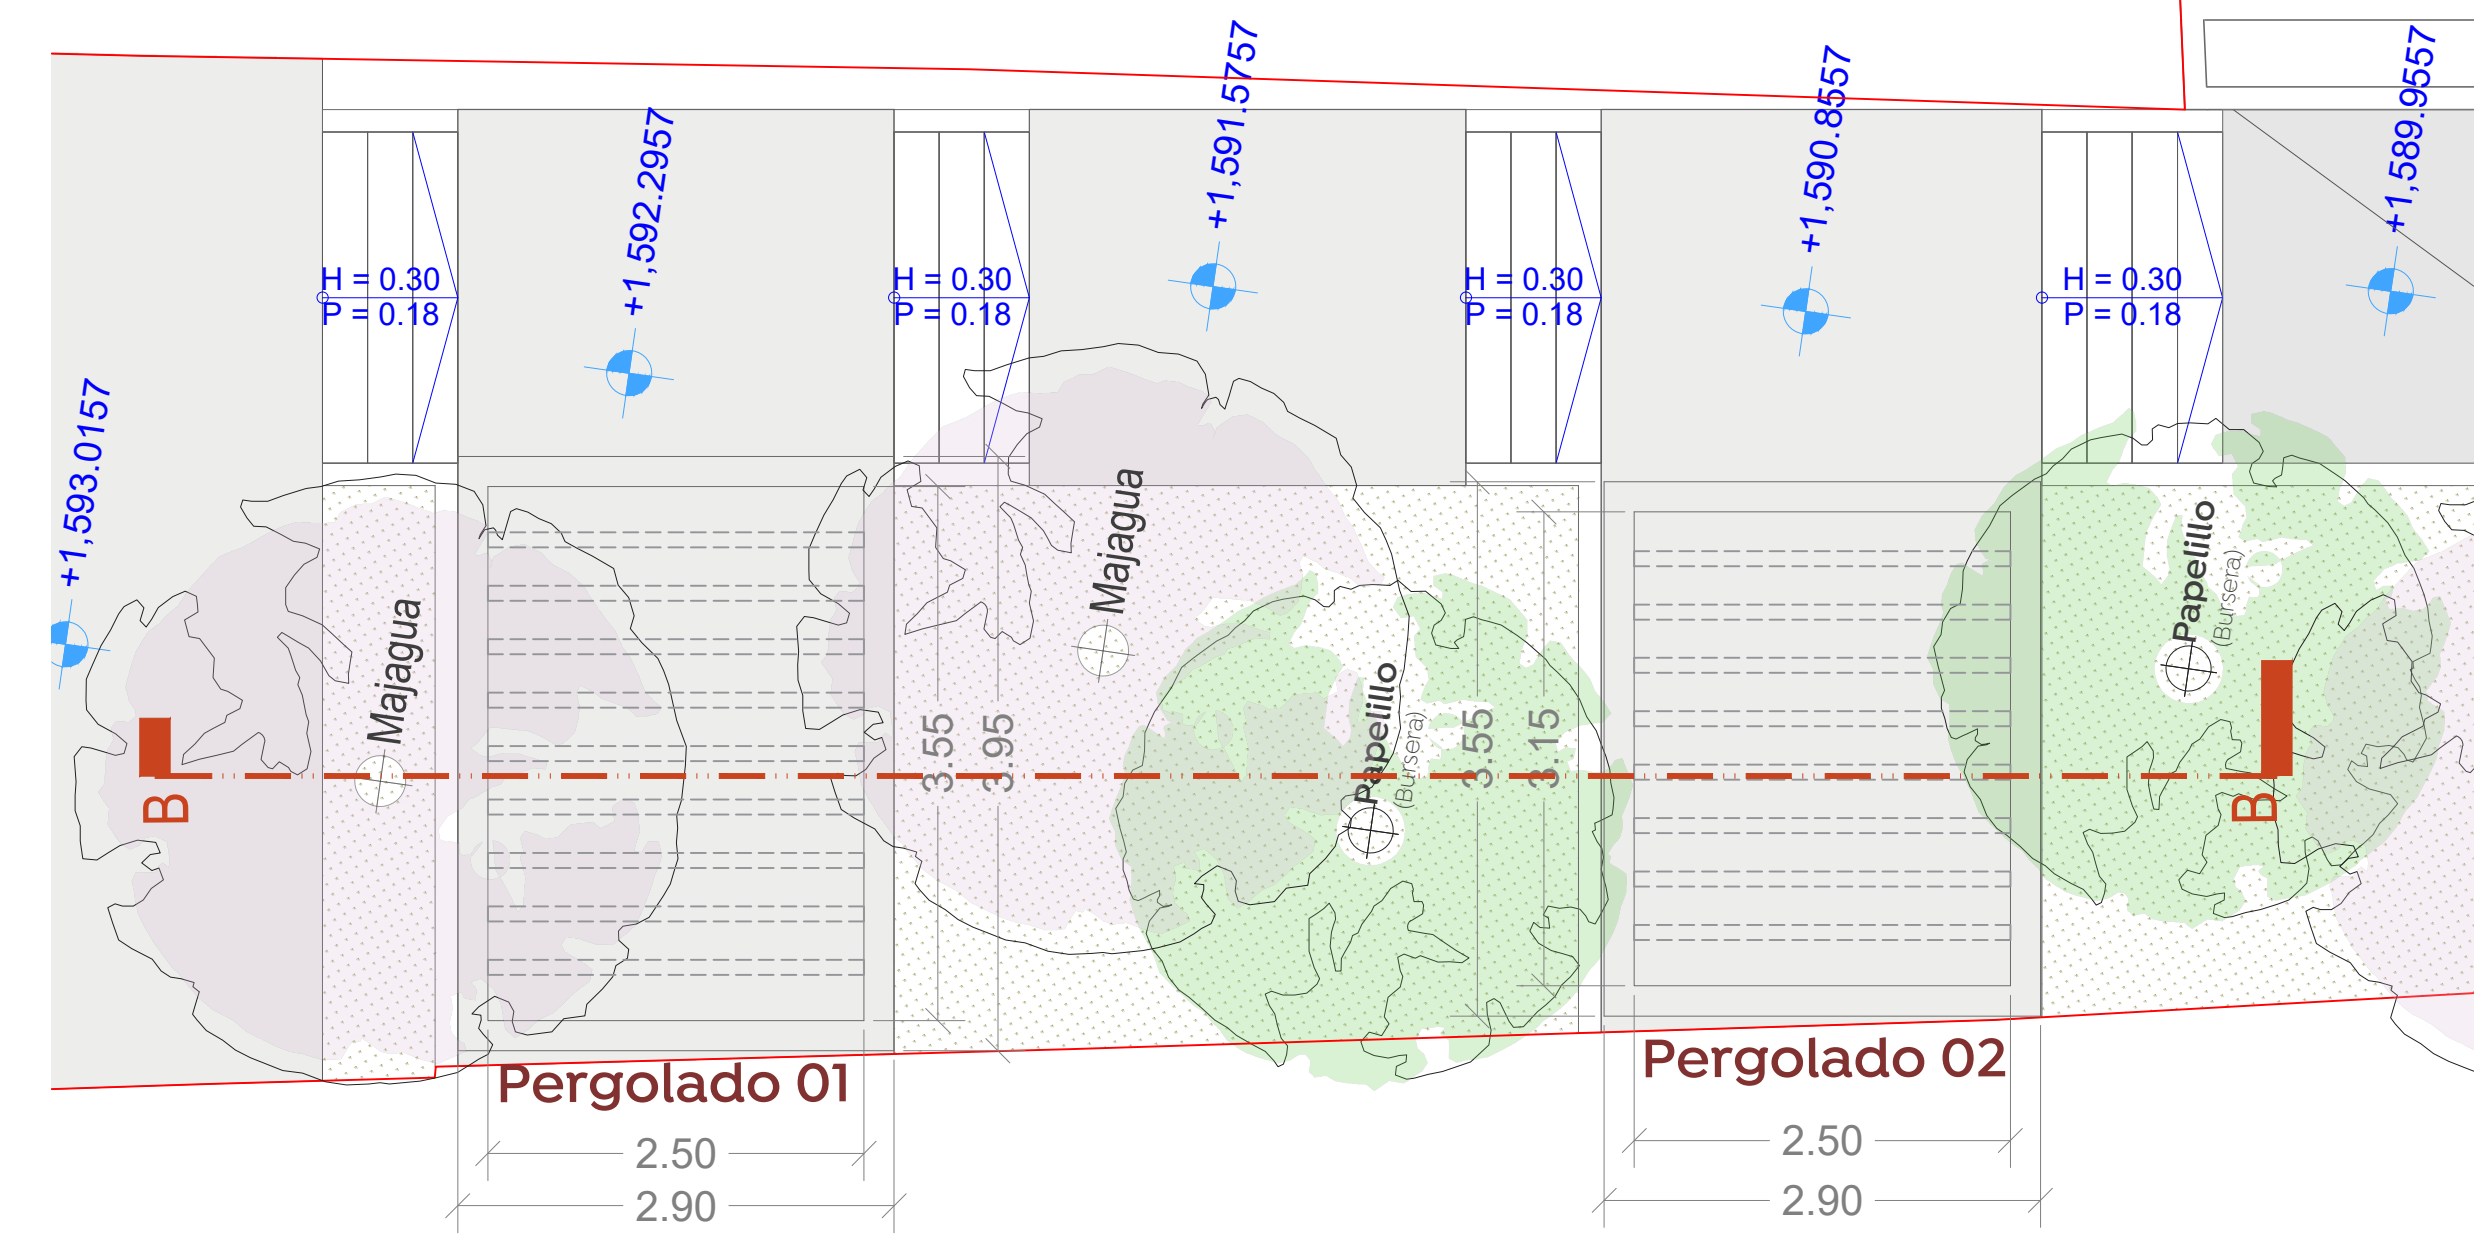 +1,593.0157
+1,592.2957
+1,591.5757
+1,590.8557
+1,589.9557
H = 0.30
P = 0.18
H = 0.30
P = 0.18
H = 0.30
P = 0.18
H = 0.30
P = 0.18
Majagua
Majagua
Papelillo
(Bursera)
Papelillo
(Bursera)
3.55
3.95
3.55
3.15
B
B
Pergolado 01
Pergolado 02
2.50
2.90
2.50
2.90